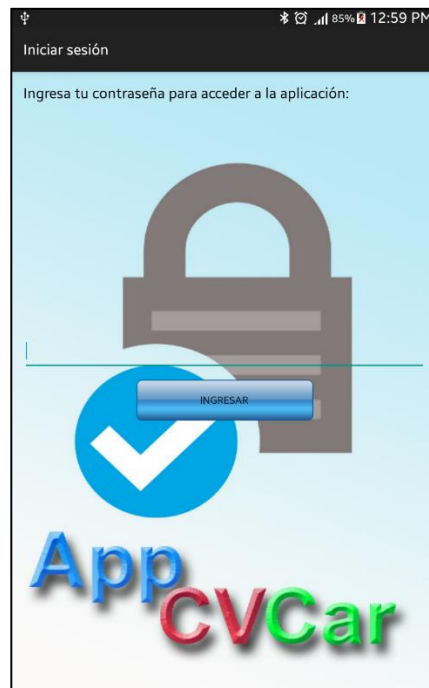 85% 12:59 PM
Iniciar sesión
Ingresa tu contraseña para acceder a la aplicación:
INGRESAR
App
CVCar